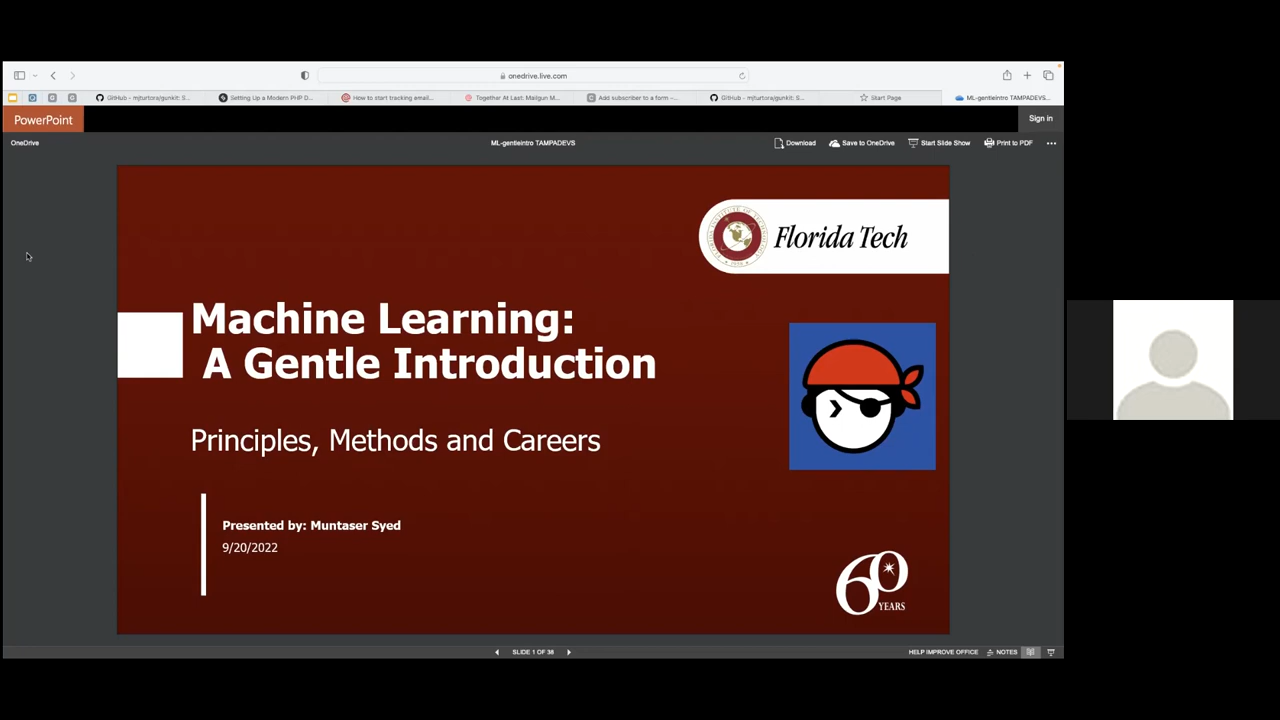 onedrive.live.com
GitHub - mjturtora/gunkit: S...
Setting Up a Modern PHP D...
How to start tracking email...
Together At Last: Mailgun M...
Add subscriber to a form –...
GitHub - mjturtora/gunkit: S...
Start Page
ML-gentleintro TAMPADEVS...
PowerPoint
Sign in
OneDrive
ML-gentleintro TAMPADEVS
Download
Save to OneDrive
Start Slide Show
Print to PDF
Florida Tech
Machine Learning:
A Gentle Introduction
Principles, Methods and Careers
Presented by: Muntaser Syed
9/20/2022
60
YEARS
SLIDE 1 OF 38
HELP IMPROVE OFFICE
NOTES